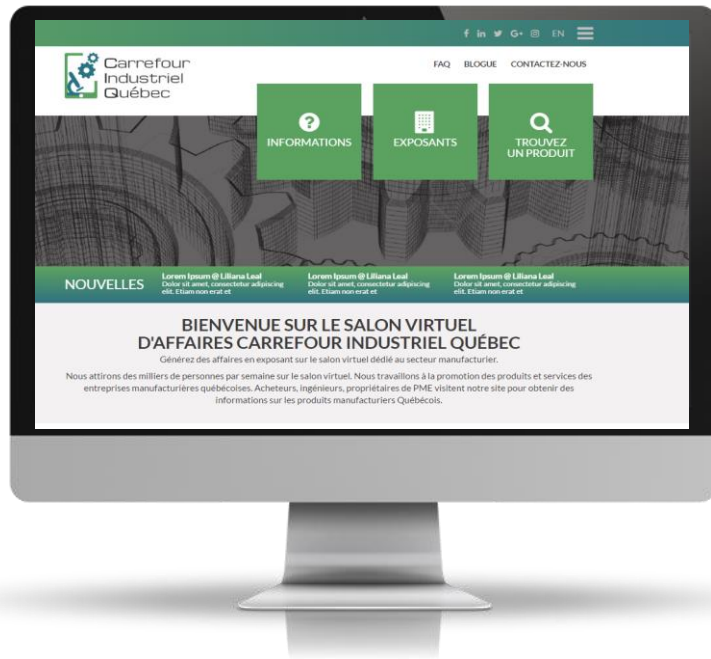 EN
Carrefour
Industriel
Québec
FAQ BLOGUE CONTACTEZ-NOUS
INFORMATIONS
EXPOSANTS
TROUVEZ
UN PRODUIT
NOUVELLES
Lorem Ipsum @ Liliana Leal
Dolor sit amet, consectetur adipiscing
elit. Etiam non erat et
Lorem Ipsum @ Liliana Leal
Dolor sit amet, consectetur adipiscing
elit. Etiam non erat et
Lorem Ipsum @ Liliana Leal
Dolor sit amet, consectetur adipiscing
elit. Etiam non erat et
BIENVENUE SUR LE SALON VIRTUEL
D'AFFAIRES CARREFOUR INDUSTRIEL QUÉBEC
Générez des affaires en exposant sur le salon virtuel dédié au secteur manufacturier.
Nous attirons des milliers de personnes par semaine sur le salon virtuel. Nous travaillons à la promotion des produits et services des
entreprises manufacturières québécoises. Acheteurs, ingénieurs, propriétaires de PME visitent notre site pour obtenir des
informations sur les produits manufacturiers Québécois.